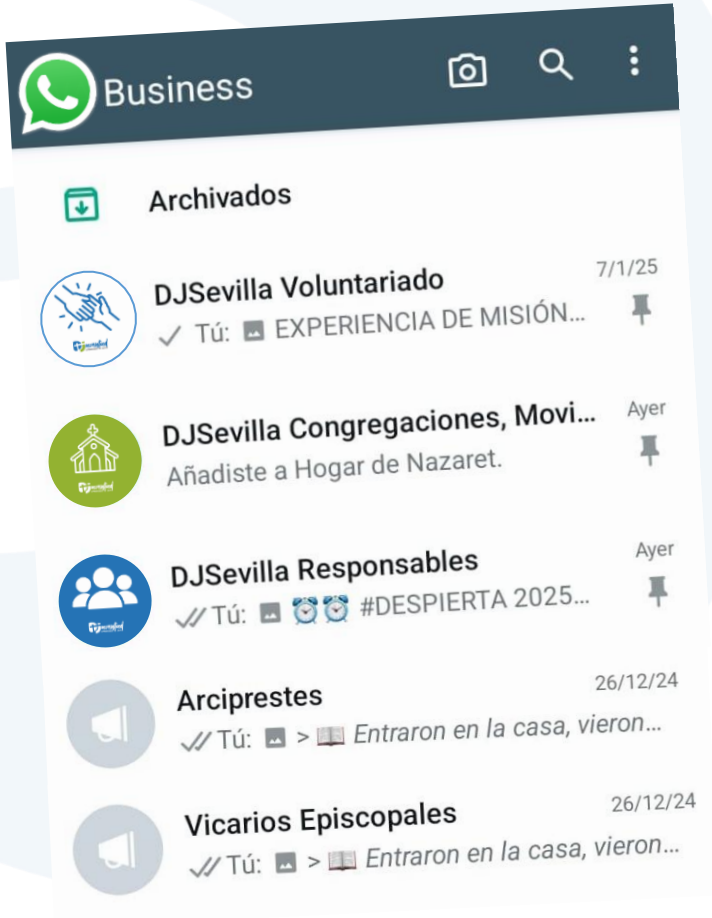 Business
Archivados
DJSevilla Voluntariado 7/1/25
Tú: EXPERIENCIA DE MISIÓN...
DJSevilla Congregaciones, Movi... Ayer
Añadiste a Hogar de Nazaret.
DJSevilla Responsables Ayer
Tú: ⏰⏰ #DESPIERTA 2025...
Arciprestes 26/12/24
Tú: > 📖 Entraron en la casa, vieron...
Vicarios Episcopales 26/12/24
Tú: > 📖 Entraron en la casa, vieron...